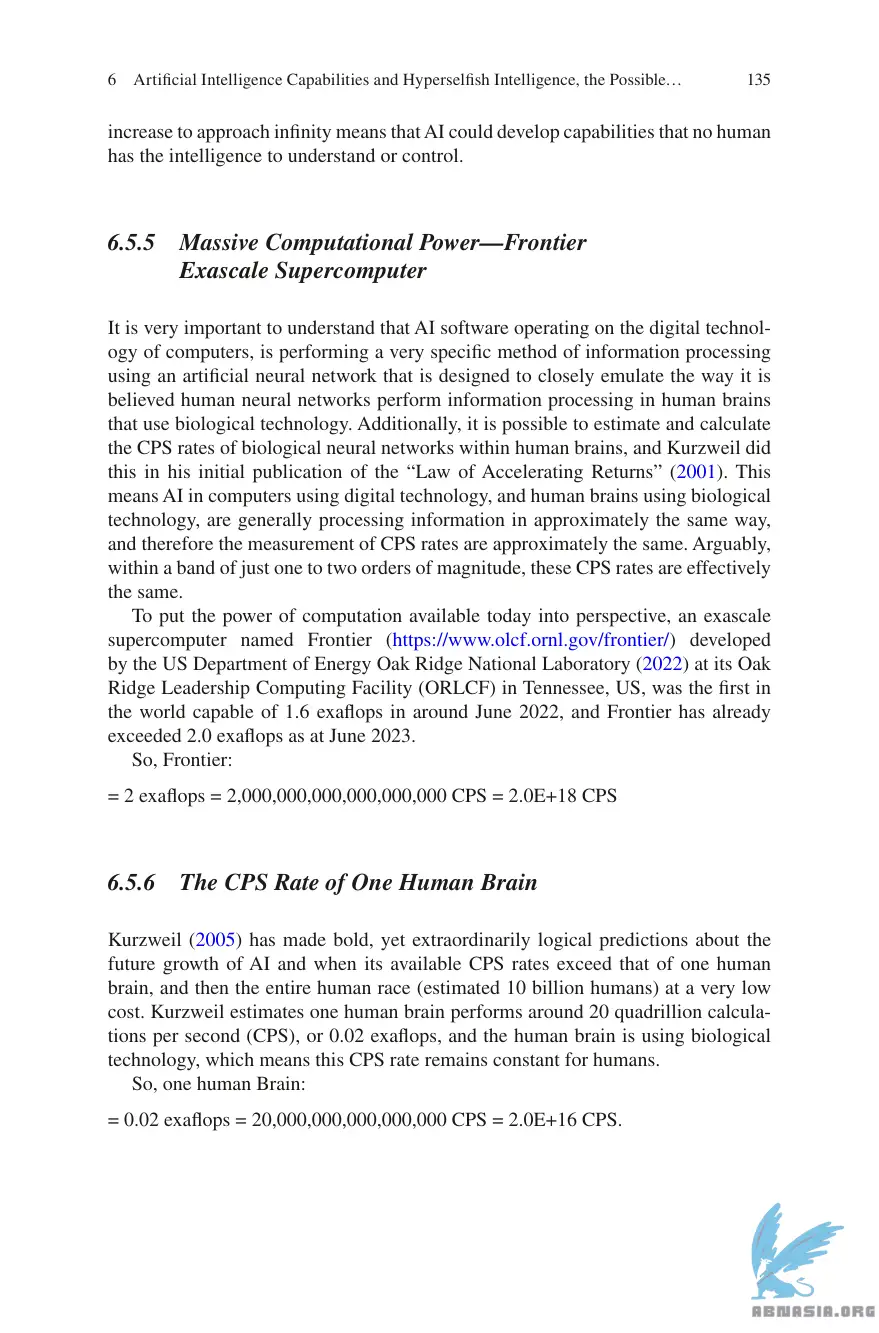 6 Artificial Intelligence Capabilities and Hyperselfish Intelligence, the Possible… 135
increase to approach infinity means that AI could develop capabilities that no human
has the intelligence to understand or control.
6.5.5 Massive Computational Power—Frontier
Exascale Supercomputer
It is very important to understand that AI software operating on the digital technol-
ogy of computers, is performing a very specific method of information processing
using an artificial neural network that is designed to closely emulate the way it is
believed human neural networks perform information processing in human brains
that use biological technology. Additionally, it is possible to estimate and calculate
the CPS rates of biological neural networks within human brains, and Kurzweil did
this in his initial publication of the “Law of Accelerating Returns” (2001). This
means AI in computers using digital technology, and human brains using biological
technology, are generally processing information in approximately the same way,
and therefore the measurement of CPS rates are approximately the same. Arguably,
within a band of just one to two orders of magnitude, these CPS rates are effectively
the same.
To put the power of computation available today into perspective, an exascale
supercomputer named Frontier (https://www.olcf.ornl.gov/frontier/) developed
by the US Department of Energy Oak Ridge National Laboratory (2022) at its Oak
Ridge Leadership Computing Facility (ORLCF) in Tennessee, US, was the first in
the world capable of 1.6 exaflops in around June 2022, and Frontier has already
exceeded 2.0 exaflops as at June 2023.
So, Frontier:
= 2 exaflops = 2,000,000,000,000,000,000 CPS = 2.0E+18 CPS
6.5.6 The CPS Rate of One Human Brain
Kurzweil (2005) has made bold, yet extraordinarily logical predictions about the
future growth of AI and when its available CPS rates exceed that of one human
brain, and then the entire human race (estimated 10 billion humans) at a very low
cost. Kurzweil estimates one human brain performs around 20 quadrillion calcula-
tions per second (CPS), or 0.02 exaflops, and the human brain is using biological
technology, which means this CPS rate remains constant for humans.
So, one human Brain:
= 0.02 exaflops = 20,000,000,000,000,000 CPS = 2.0E+16 CPS.
ABNASIA.ORG